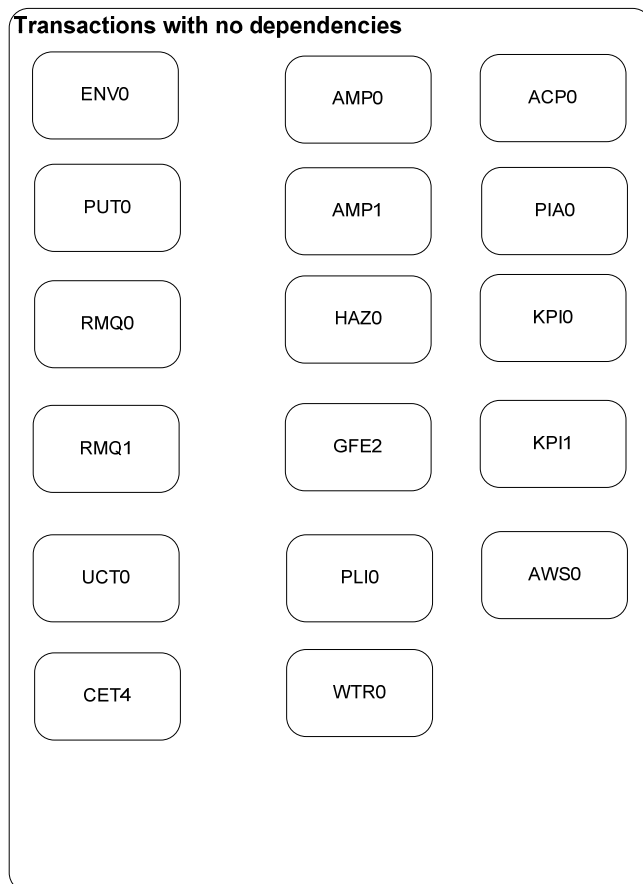 Transactions with no dependencies
ENV0
AMP0
ACP0
PUT0
AMP1
PIA0
RMQ0
HAZ0
KPI0
RMQ1
GFE2
KPI1
UCT0
PLI0
AWS0
CET4
WTR0